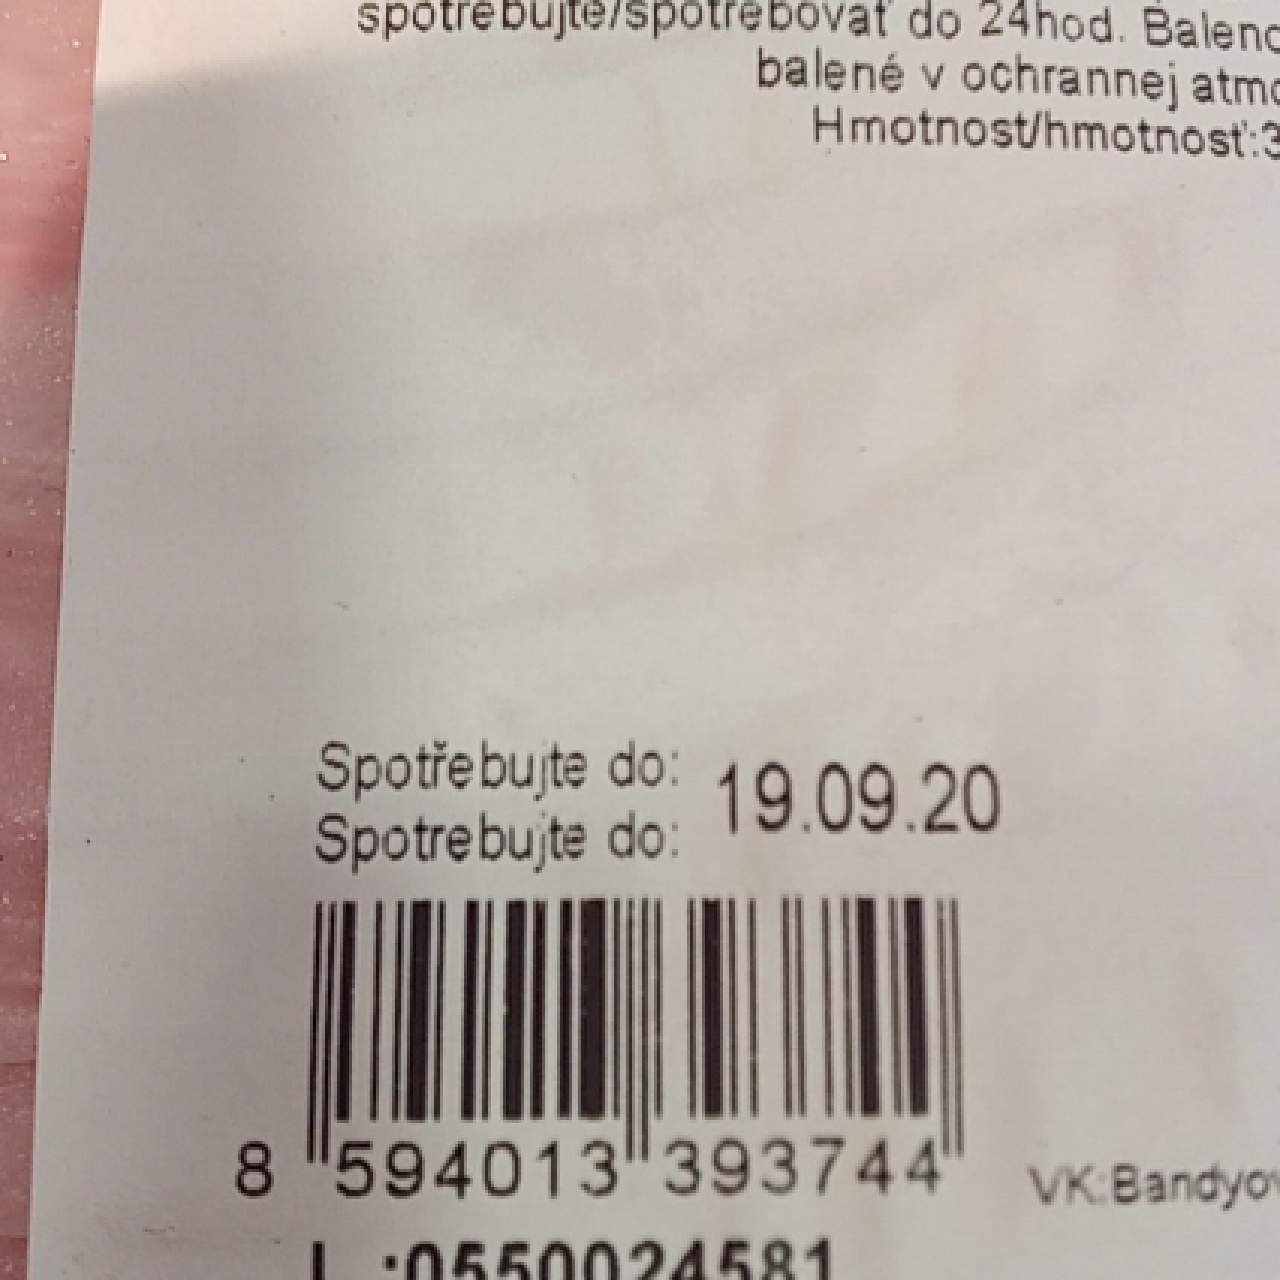 spotřebujte/spotrebovať do 24hod. Baleno
balené v ochrannej atmo
Hmotnost/hmotnosť:3
Spotřebujte do:
Spotrebujte do:
19.09.20
8 594013 393744
VK:Bandyov
L :0550024581